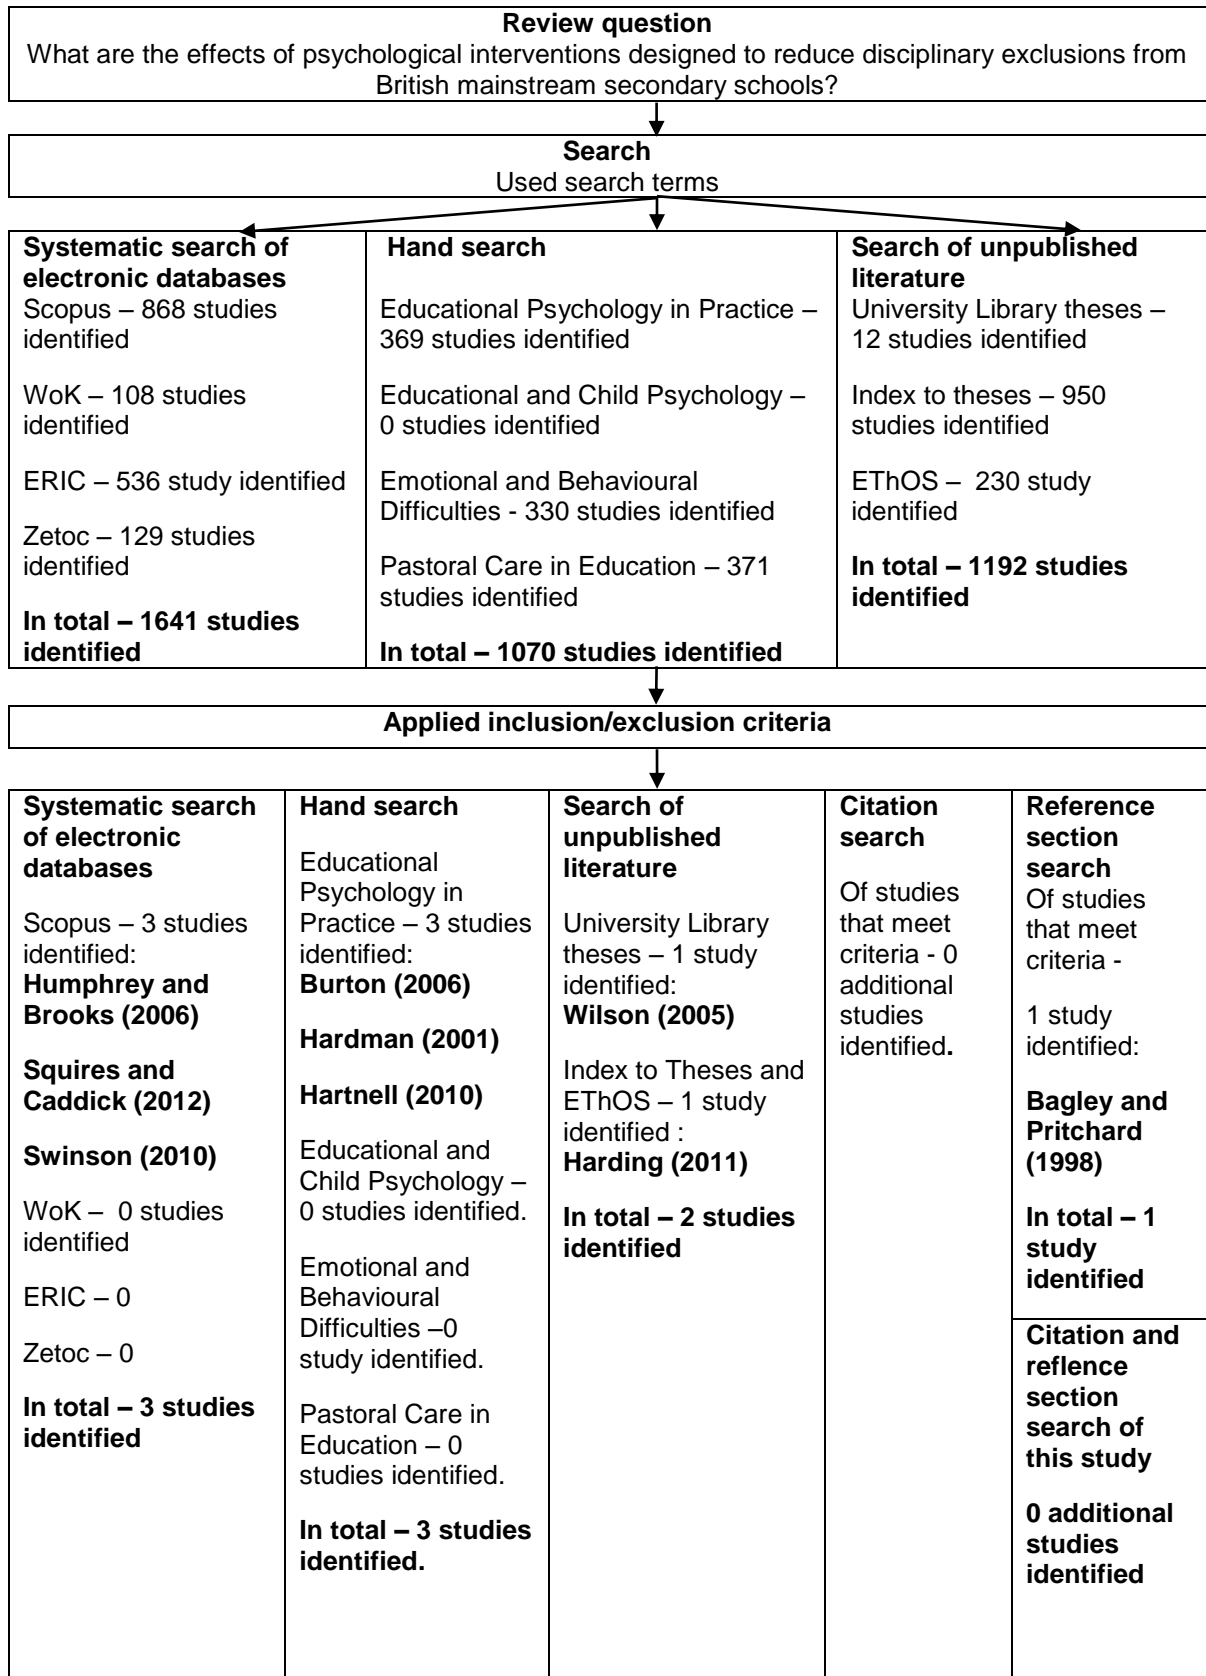 Review question
What are the effects of psychological interventions designed to reduce disciplinary exclusions from
British mainstream secondary schools?
Search
Used search terms
Systematic search of
electronic databases
Scopus – 868 studies
identified
WoK – 108 studies
identified
ERIC – 536 study identified
Zetoc – 129 studies
identified
In total – 1641 studies
identified
Hand search
Educational Psychology in Practice –
369 studies identified
Educational and Child Psychology –
0 studies identified
Emotional and Behavioural
Difficulties - 330 studies identified
Pastoral Care in Education – 371
studies identified
In total – 1070 studies identified
Search of unpublished
literature
University Library theses –
12 studies identified
Index to theses – 950
studies identified
EThOS – 230 study
identified
In total – 1192 studies
identified
Applied inclusion/exclusion criteria
Systematic search
of electronic
databases
Scopus – 3 studies
identified:
Humphrey and
Brooks (2006)
Squires and
Caddick (2012)
Swinson (2010)
WoK – 0 studies
identified
ERIC – 0
Zetoc – 0
In total – 3 studies
identified
Hand search
Educational
Psychology in
Practice – 3 studies
identified:
Burton (2006)
Hardman (2001)
Hartnell (2010)
Educational and
Child Psychology –
0 studies identified.
Emotional and
Behavioural
Difficulties –0
study identified.
Pastoral Care in
Education – 0
studies identified.
In total – 3 studies
identified.
Search of
unpublished
literature
University Library
theses – 1 study
identified:
Wilson (2005)
Index to Theses and
EThOS – 1 study
identified :
Harding (2011)
In total – 2 studies
identified
Citation
search
Of studies
that meet
criteria - 0
additional
studies
identified.
Reference
section
search
Of studies
that meet
criteria -
1 study
identified:
Bagley and
Pritchard
(1998)
In total – 1
study
identified
Citation and
reflence
section
search of
this study
0 additional
studies
identified